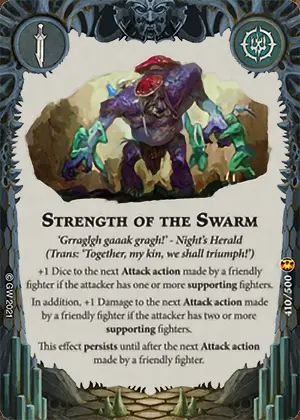 STRENGTH OF THE SWARM
‘Grraglgh gaaak gragh!’ - Night’s Herald
(Trans: ‘Together, my kin, we shall triumph!’)
+1 Dice to the next Attack action made by a friendly
fighter if the attacker has one or more supporting fighters.
In addition, +1 Damage to the next Attack action made
by a friendly fighter if the attacker has two or more
supporting fighters.
This effect persists until after the next Attack action
made by a friendly fighter.
© GW 2021
410/500